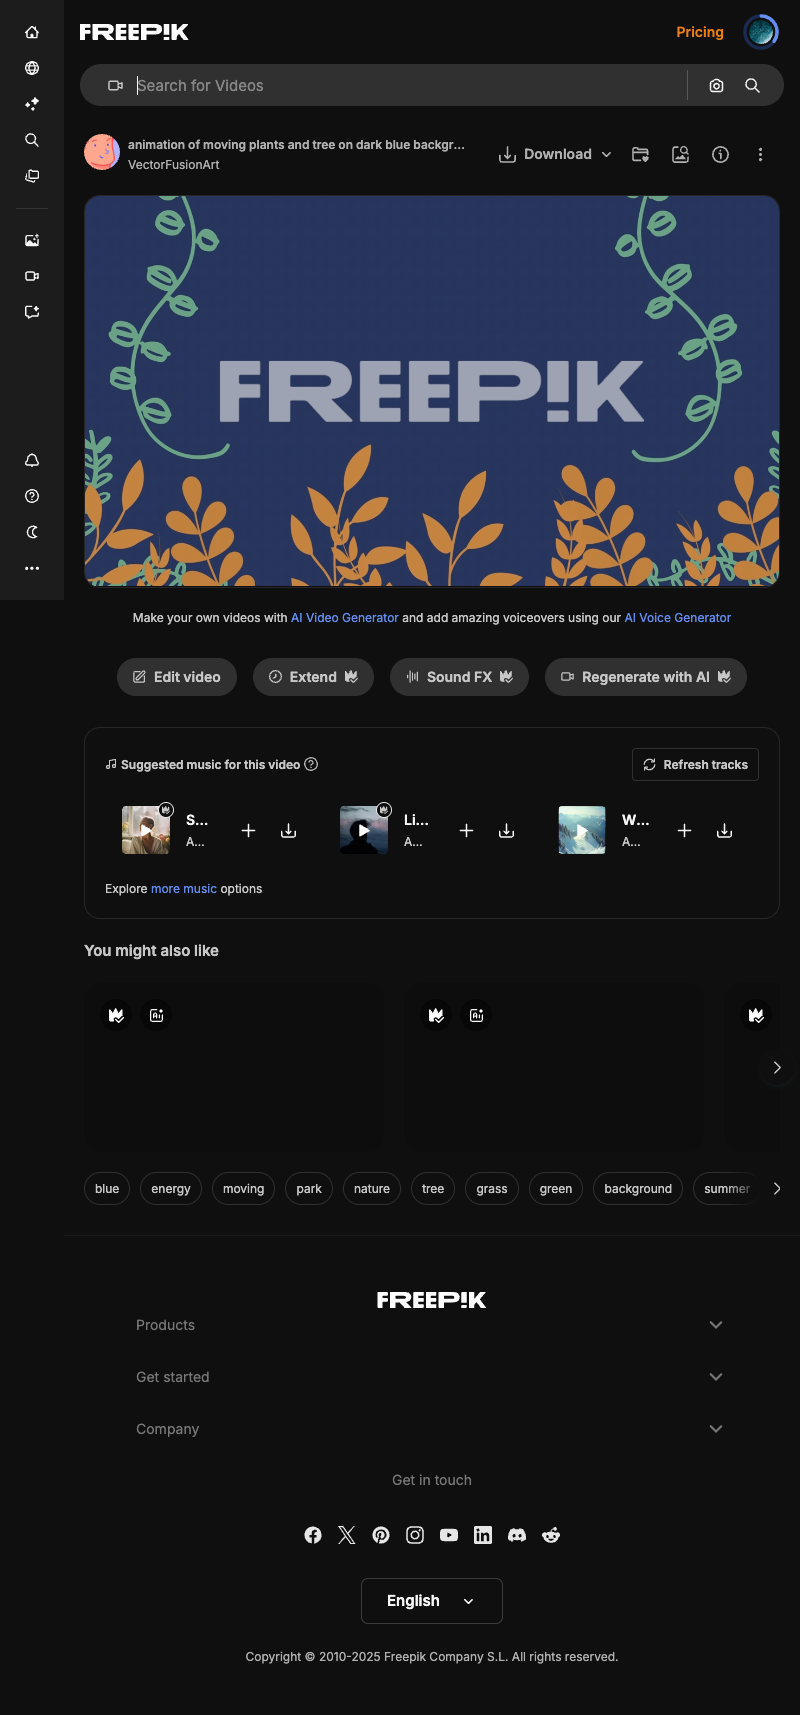 FREEP!K
Pricing
Search for Videos
animation of moving plants and tree on dark blue backgr...
VectorFusionArt
Download
FREEP!K
Make your own videos with AI Video Generator and add amazing voiceovers using our AI Voice Generator
Edit video
Extend
Sound FX
Regenerate with AI
Suggested music for this video
Refresh tracks
S...
A...
Li...
A...
W...
A...
Explore more music options
You might also like
blue
energy
moving
park
nature
tree
grass
green
background
summer
FREEP!K
Products
Get started
Company
Get in touch
English
Copyright © 2010-2025 Freepik Company S.L. All rights reserved.